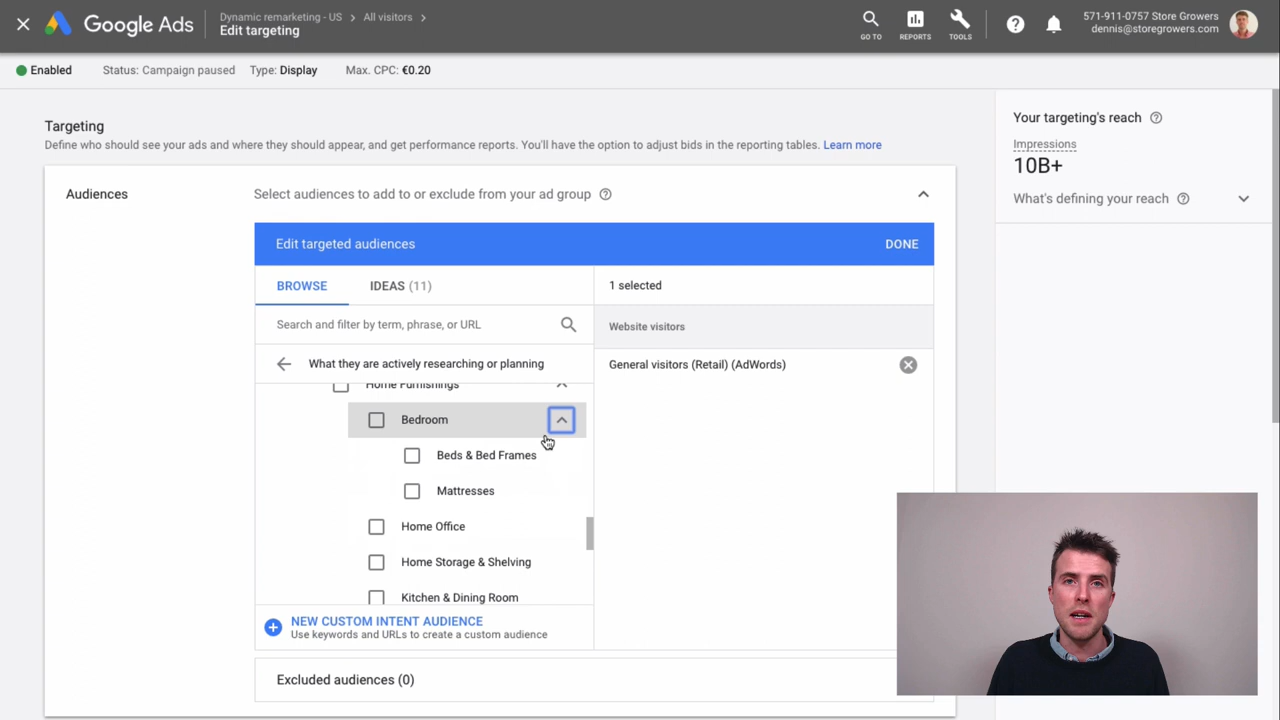 Google Ads
Dynamic remarketing - US > All visitors >
Edit targeting
GO TO
REPORTS
TOOLS
571-911-0757 Store Growers
dennis@storegrowers.com
Enabled
Status: Campaign paused
Type: Display
Max. CPC: €0.20
Targeting
Define who should see your ads and where they should appear, and get performance reports. You'll have the option to adjust bids in the reporting tables. Learn more
Your targeting's reach
Impressions
10B+
What's defining your reach
Audiences
Select audiences to add to or exclude from your ad group
Edit targeted audiences
DONE
BROWSE
IDEAS (11)
1 selected
Search and filter by term, phrase, or URL
Website visitors
What they are actively researching or planning
General visitors (Retail) (AdWords)
Home Furnishings
Bedroom
Beds & Bed Frames
Mattresses
Home Office
Home Storage & Shelving
Kitchen & Dining Room
NEW CUSTOM INTENT AUDIENCE
Use keywords and URLs to create a custom audience
Excluded audiences (0)